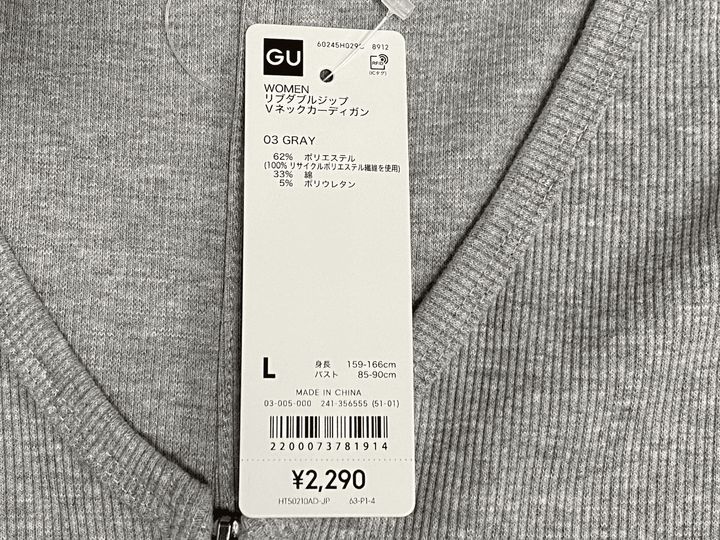 GU
60245H029C 8912
RFID
(ICタグ)
WOMEN
リブダブルジップ
Vネックカーディガン
03 GRAY
62% ポリエステル
(100% リサイクルポリエステル繊維を使用)
33% 綿
5% ポリウレタン
L 身長 159-166cm
バスト 85-90cm
MADE IN CHINA
03-005-000 241-356555 (51-01)
2200073781914
¥2,290
HT50210AD-JP 63-P1-4